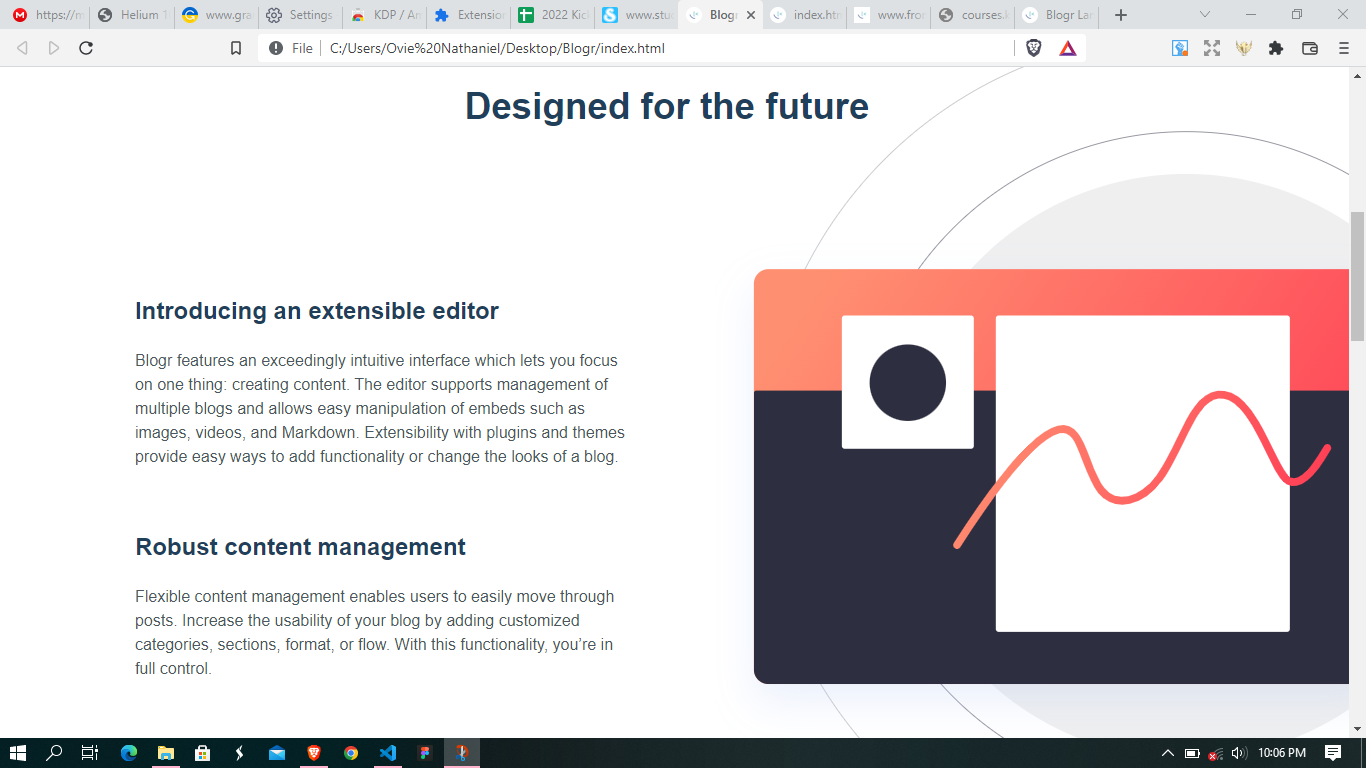 https://m
Helium 1
www.gra
Settings
KDP / An
Extension
2022 Kick
www.stud
Blogr
index.htm
www.fron
courses.k
Blogr Lan
File
C:/Users/Ovie%20Nathaniel/Desktop/Blogr/index.html
Designed for the future
Introducing an extensible editor
Blogr features an exceedingly intuitive interface which lets you focus
on one thing: creating content. The editor supports management of
multiple blogs and allows easy manipulation of embeds such as
images, videos, and Markdown. Extensibility with plugins and themes
provide easy ways to add functionality or change the looks of a blog.
Robust content management
Flexible content management enables users to easily move through
posts. Increase the usability of your blog by adding customized
categories, sections, format, or flow. With this functionality, you’re in
full control.
10:06 PM